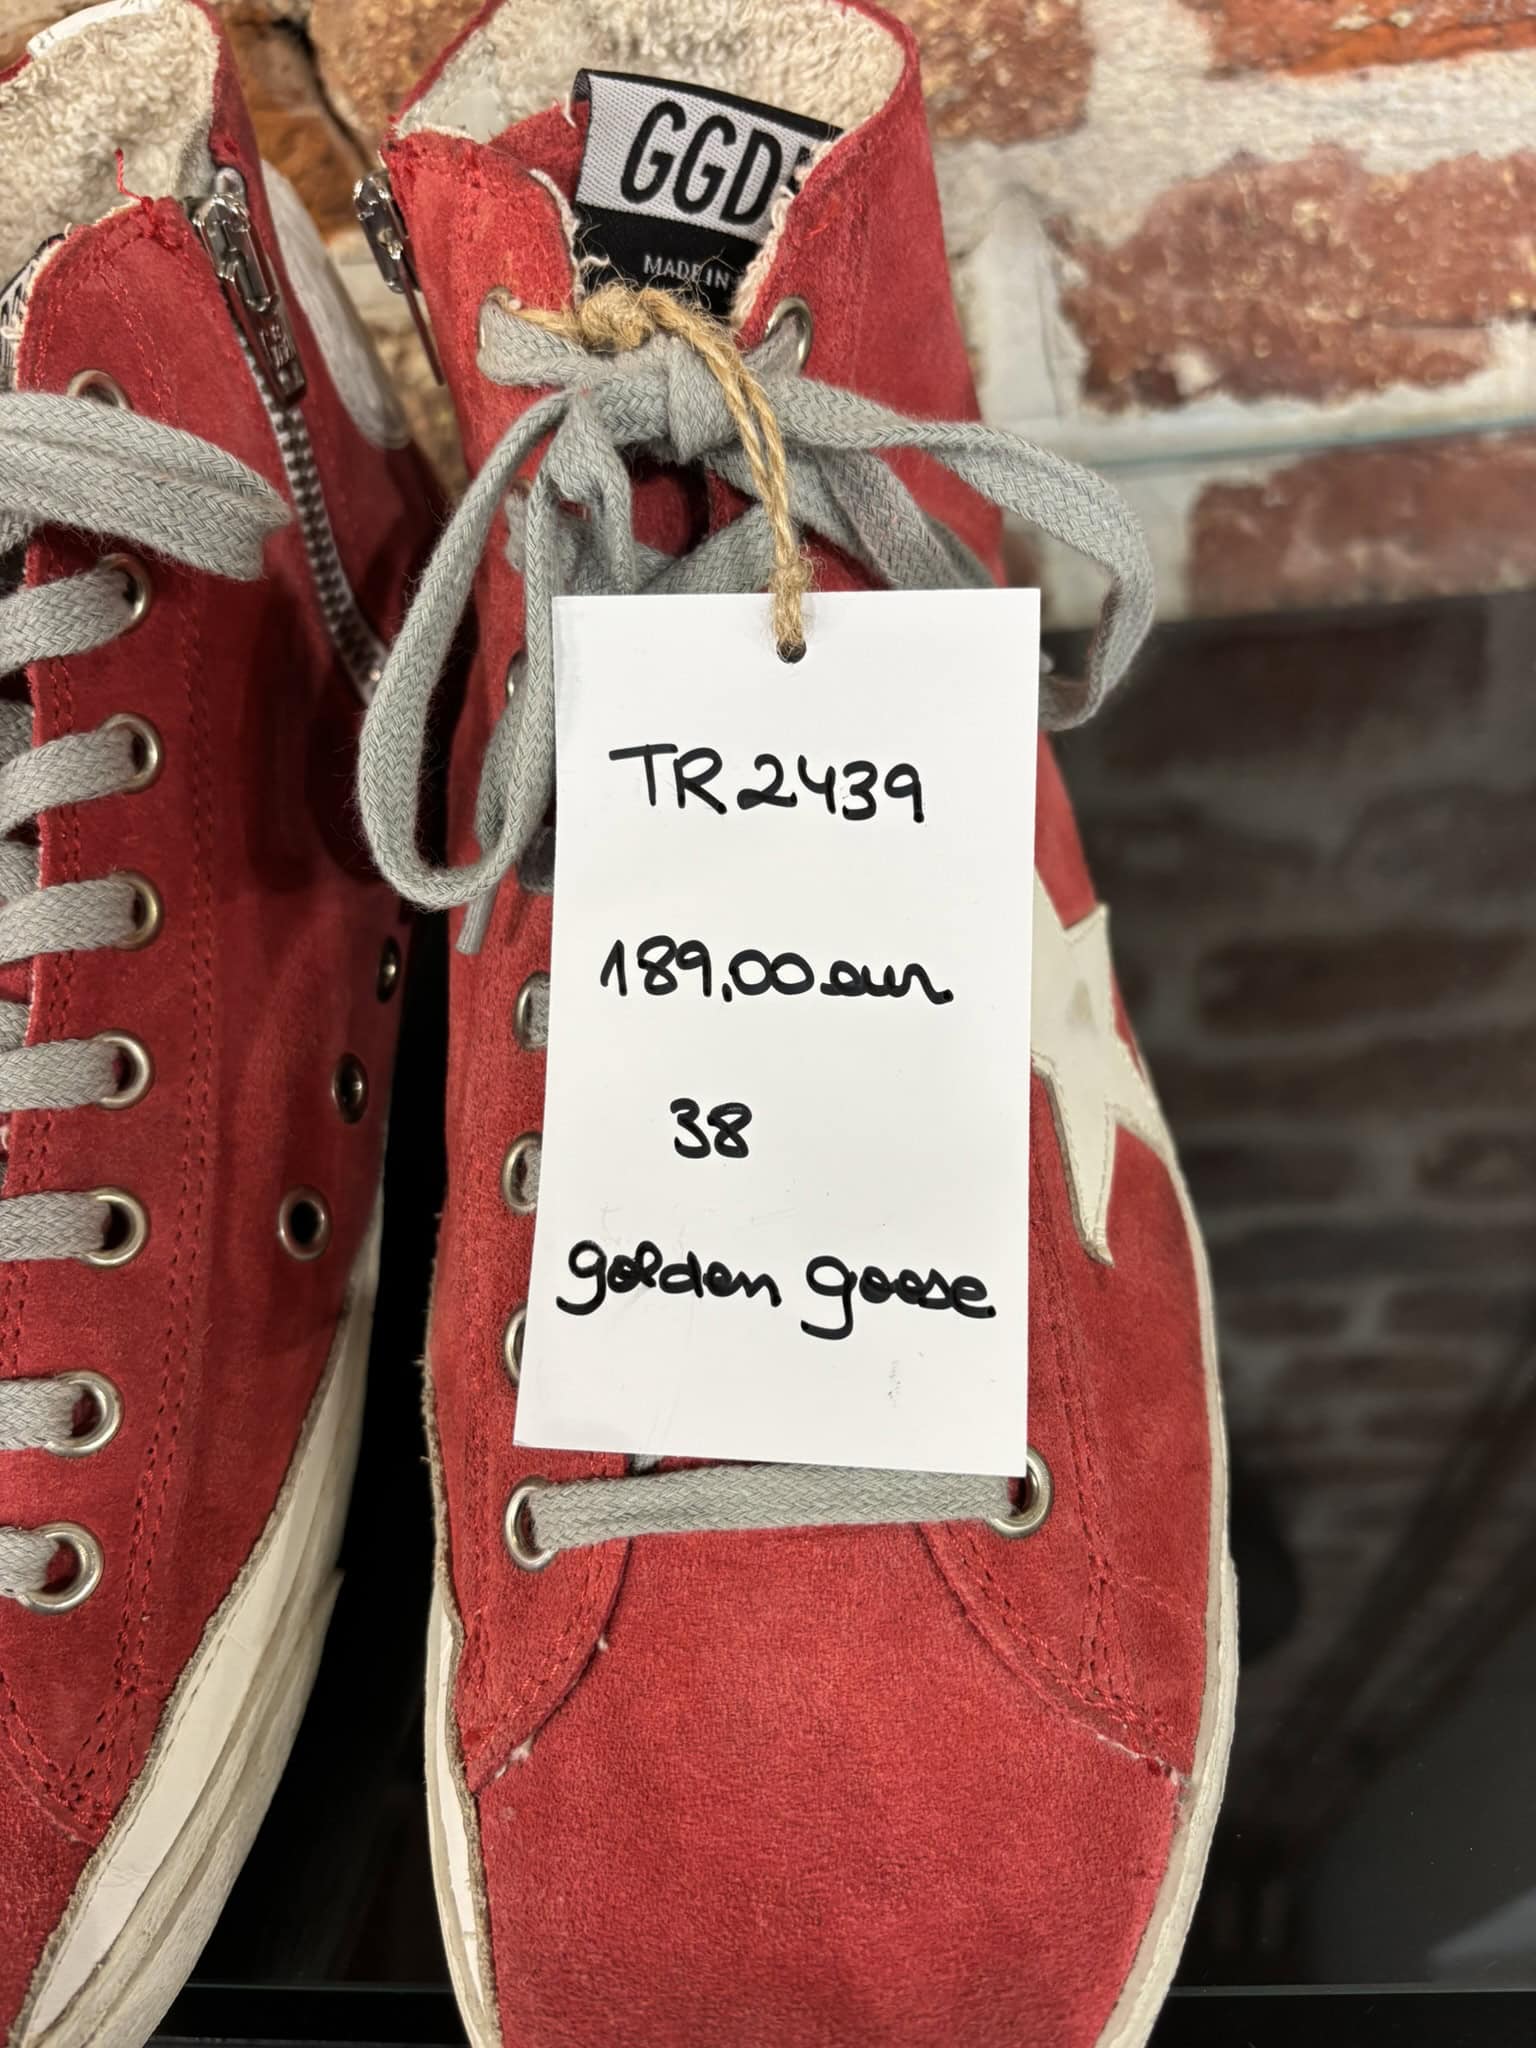 GGD
MADE IN
TR2439
189,00 eur
38
golden goose